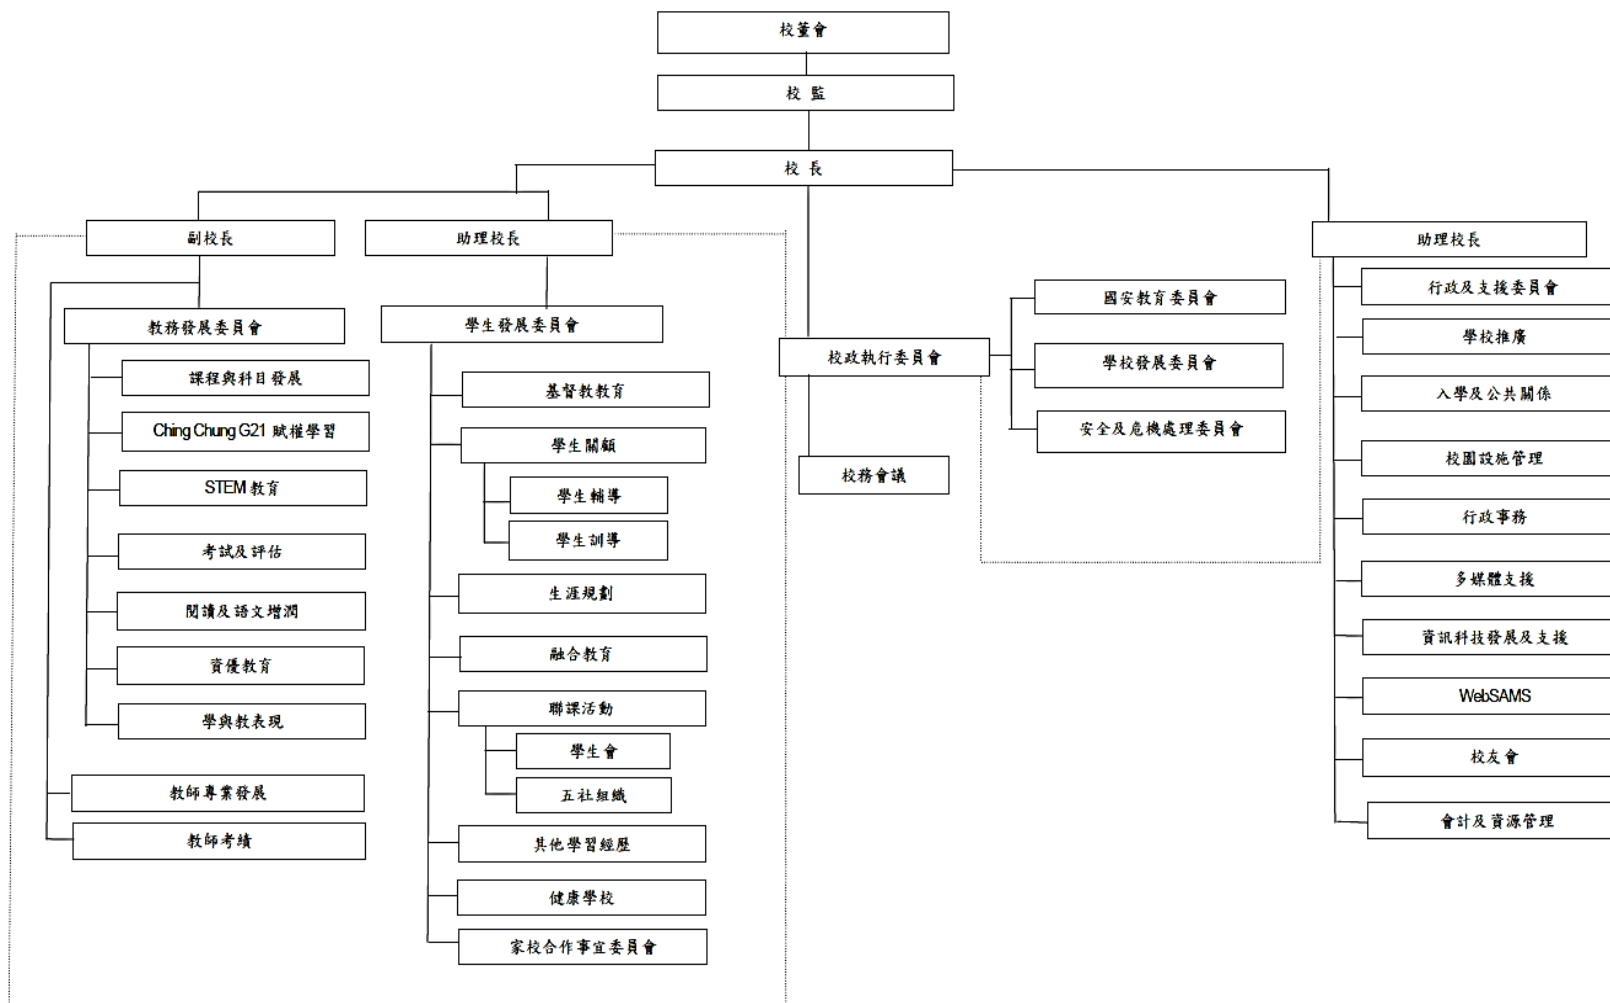 校董會
校 監
校 長
副校長
助理校長
助理校長
教務發展委員會
課程與科目發展
Ching Chung G21 賦權學習
STEM 教育
考試及評估
閱讀及語文增潤
資優教育
學與教表現
教師專業發展
教師考績
學生發展委員會
基督教教育
學生關顧
學生輔導
學生訓導
生涯規劃
融合教育
聯課活動
學生會
五社組織
其他學習經歷
健康學校
家校合作事宜委員會
校政執行委員會
國安教育委員會
學校發展委員會
安全及危機處理委員會
校務會議
行政及支援委員會
學校推廣
入學及公共關係
校園設施管理
行政事務
多媒體支援
資訊科技發展及支援
WebSAMS
校友會
會計及資源管理